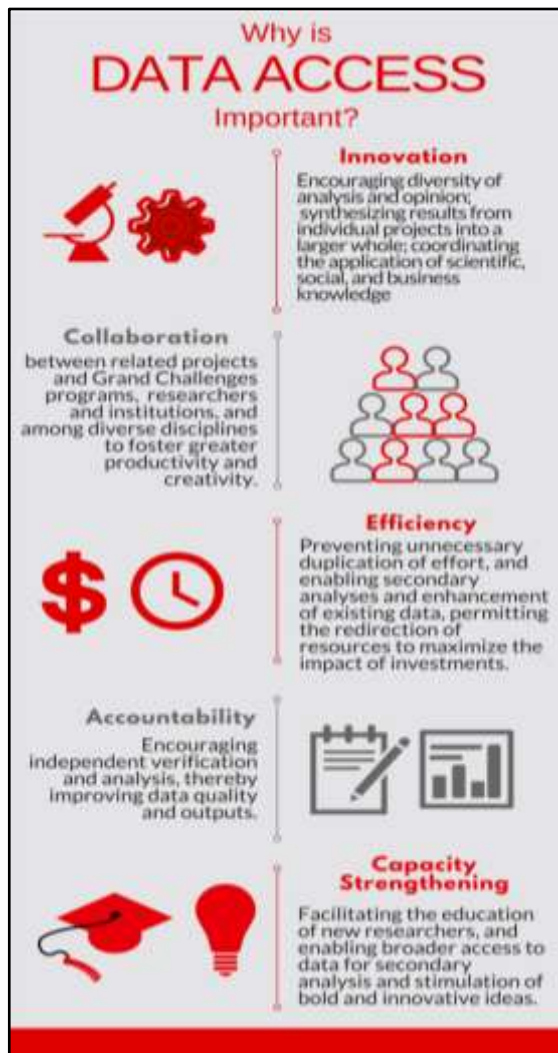 Why is
DATA ACCESS
Important?
Innovation
Encouraging diversity of
analysis and opinion;
synthesizing results from
individual projects into a
larger whole; coordinating
the application of scientific,
social, and business
knowledge
Collaboration
between related projects
and Grand Challenges
programs, researchers
and institutions, and
among diverse disciplines
to foster greater
productivity and
creativity.
Efficiency
Preventing unnecessary
duplication of effort, and
enabling secondary
analyses and enhancement
of existing data, permitting
the redirection of
resources to maximize the
impact of investments.
Accountability
Encouraging
independent verification
and analysis, thereby
improving data quality
and outputs.
Capacity
Strengthening
Facilitating the education
of new researchers, and
enabling broader access to
data for secondary
analysis and stimulation of
bold and innovative ideas.